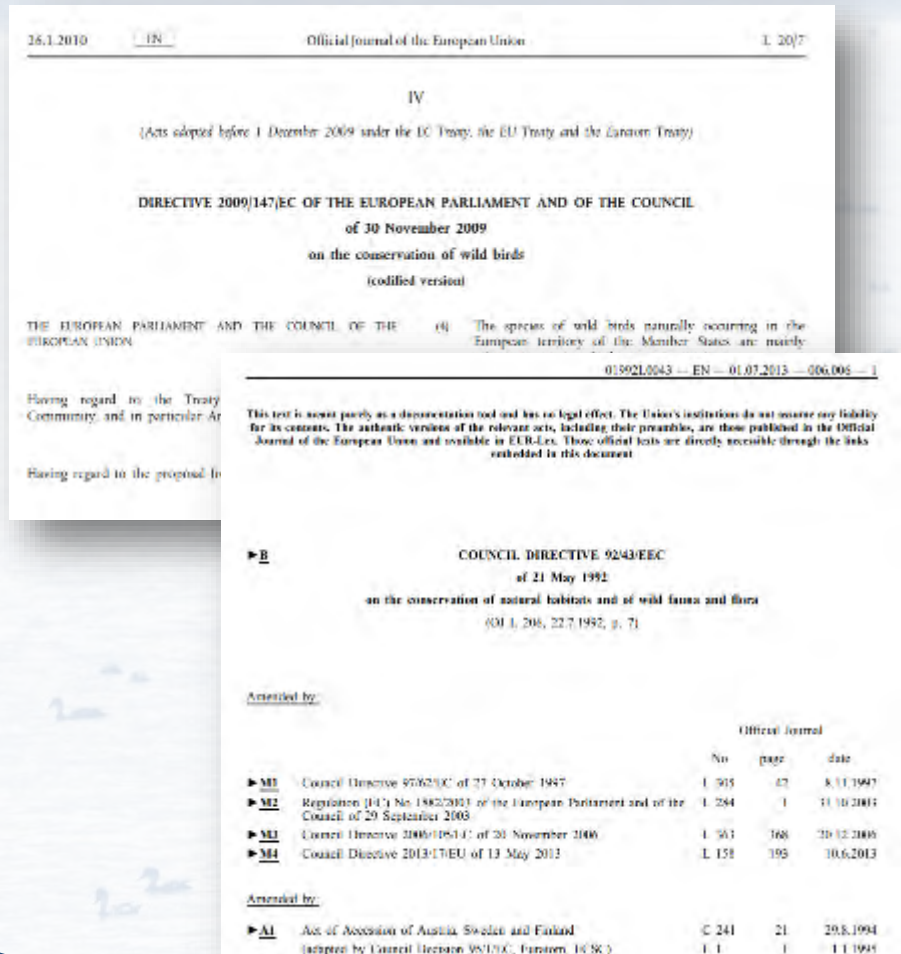 26.1.2010 EN Official Journal of the European Union L 20/7
IV
(Acts adopted before 1 December 2009 under the EC Treaty, the EU Treaty and the Euratom Treaty)
DIRECTIVE 2009/147/EC OF THE EUROPEAN PARLIAMENT AND OF THE COUNCIL
of 30 November 2009
on the conservation of wild birds
(codified version)
THE EUROPEAN PARLIAMENT AND THE COUNCIL OF THE
EUROPEAN UNION
Having regard to the Treaty
Community, and in particular Ar
Having regard to the proposal fr
(4) The species of wild birds naturally occurring in the
European territory of the Member States are mainly
01992L0043 — EN — 01.07.2013 — 006.006 — 1
This text is meant purely as a documentation tool and has no legal effect. The Union's institutions do not assume any liability
for its contents. The authentic versions of the relevant acts, including their preambles, are those published in the Official
Journal of the European Union and available in EUR-Lex. Those official texts are directly accessible through the links
embedded in this document
►B COUNCIL DIRECTIVE 92/43/EEC
of 21 May 1992
on the conservation of natural habitats and of wild fauna and flora
(OJ L 206, 22.7.1992, p. 7)
Amended by:
Official Journal
No page date
►M1 Council Directive 97/62/EC of 27 October 1997 L 305 42 8.11.1997
►M2 Regulation (EC) No 1882/2003 of the European Parliament and of the L 284 1 31.10.2003
Council of 29 September 2003
►M3 Council Directive 2006/105/EC of 20 November 2006 L 363 368 20.12.2006
►M4 Council Directive 2013/17/EU of 13 May 2013 L 158 193 10.6.2013
Amended by:
►A1 Act of Accession of Austria, Sweden and Finland C 241 21 29.8.1994
(adapted by Council Decision 95/1/EC, Euratom, ECSC) L 1 1 1.1.1995